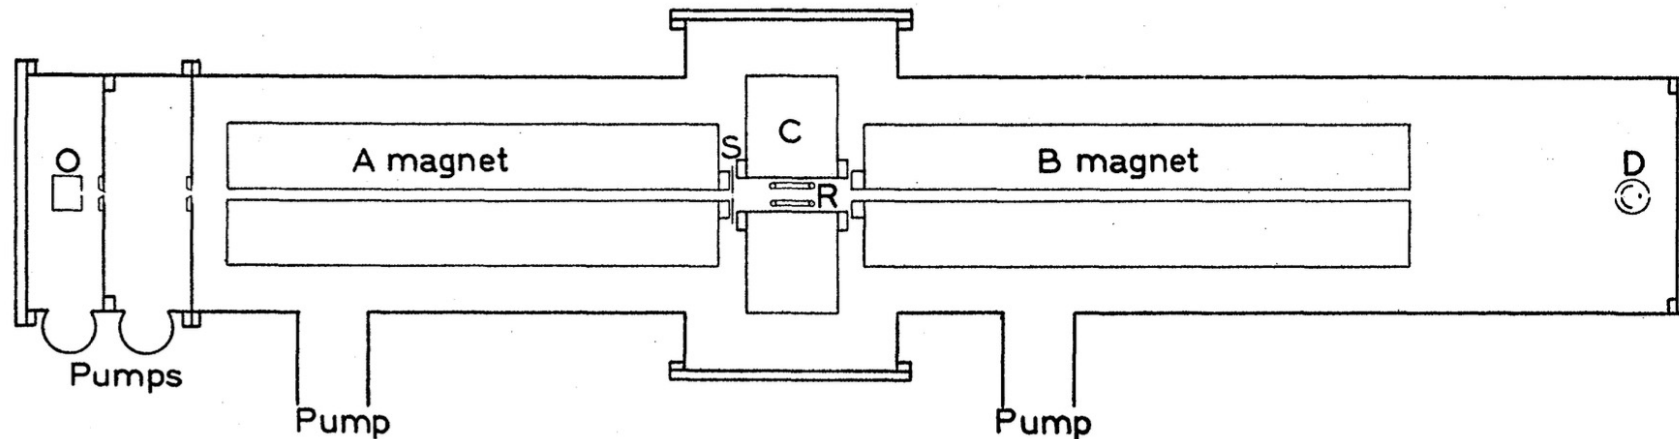 O
A magnet
S
C
R
B magnet
D
Pumps
Pump
Pump